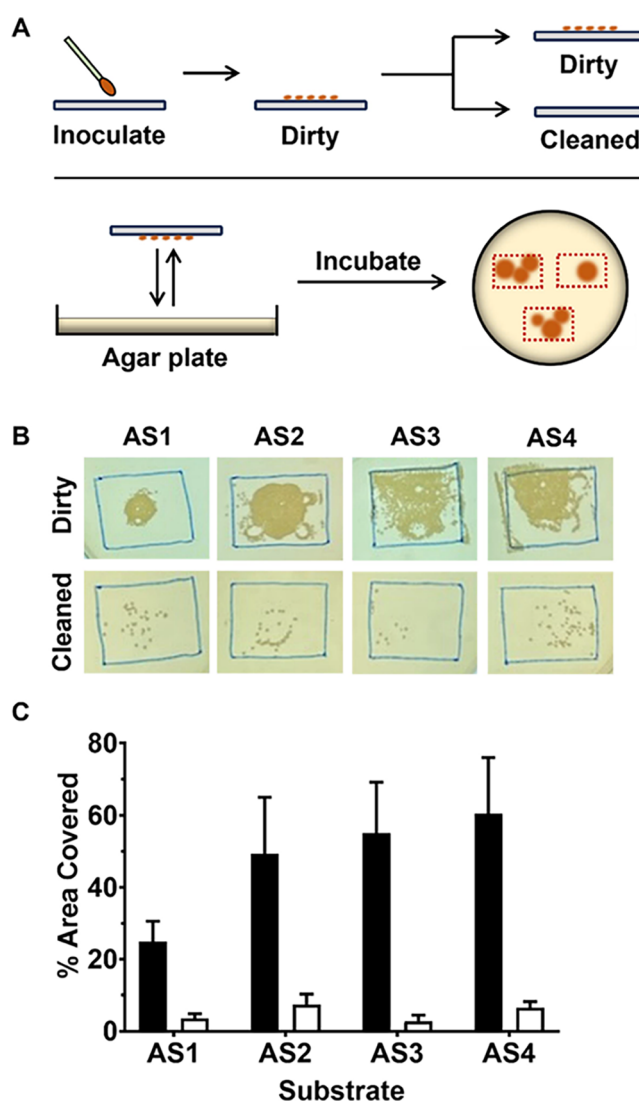 A
Inoculate
Dirty
Dirty
Cleaned
Incubate
Agar plate
B
AS1 AS2 AS3 AS4
Dirty
Cleaned
C
% Area Covered
80
60
40
20
0
AS1 AS2 AS3 AS4
Substrate